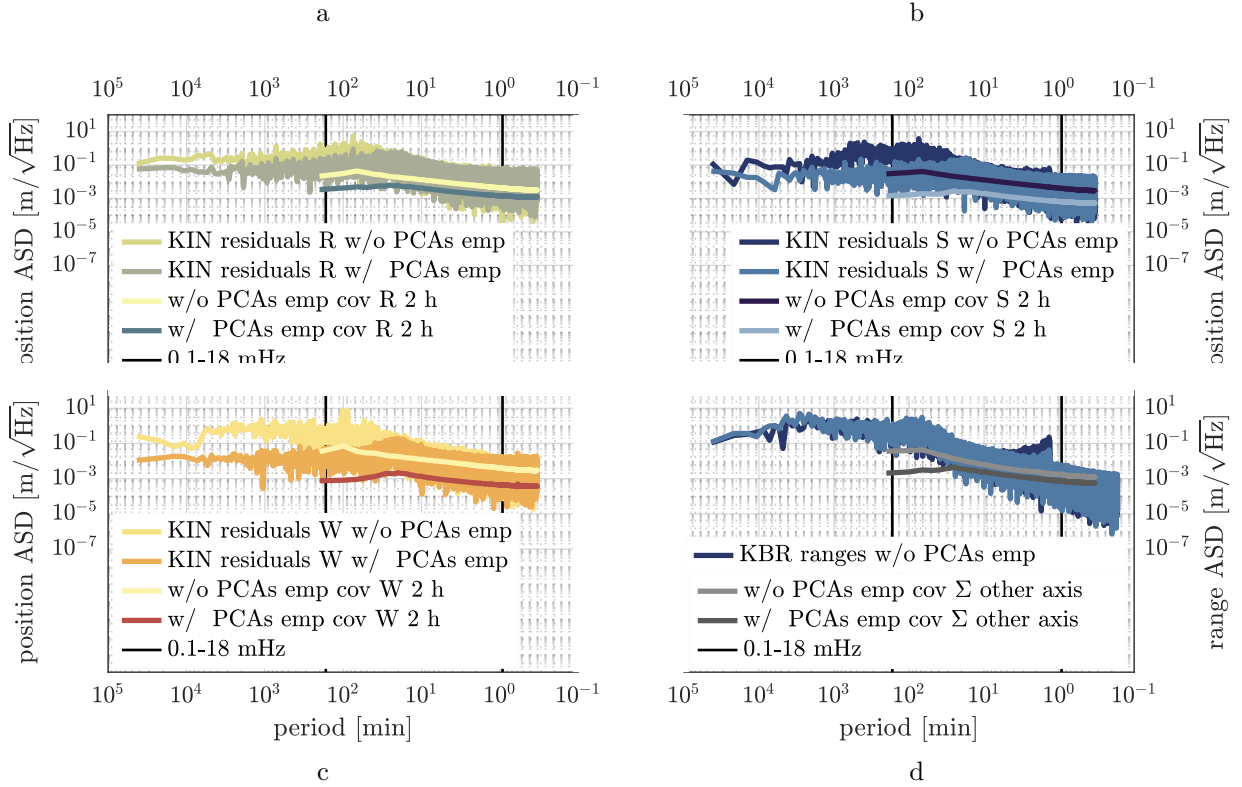 a b
10^5 10^4 10^3 10^2 10^1 10^0 10^-1
10^5 10^4 10^3 10^2 10^1 10^0 10^-1
osition ASD [m/√Hz]
10^1
10^-1
10^-3
10^-5
10^-7
KIN residuals R w/o PCAs emp
KIN residuals R w/ PCAs emp
w/o PCAs emp cov R 2 h
w/ PCAs emp cov R 2 h
0.1-18 mHz
KIN residuals S w/o PCAs emp
KIN residuals S w/ PCAs emp
w/o PCAs emp cov S 2 h
w/ PCAs emp cov S 2 h
0.1-18 mHz
10^1
10^-1
10^-3
10^-5
10^-7
osition ASD [m/√Hz]
position ASD [m/√Hz]
10^1
10^-1
10^-3
10^-5
10^-7
KIN residuals W w/o PCAs emp
KIN residuals W w/ PCAs emp
w/o PCAs emp cov W 2 h
w/ PCAs emp cov W 2 h
0.1-18 mHz
10^5 10^4 10^3 10^2 10^1 10^0 10^-1
period [min]
KBR ranges w/o PCAs emp
w/o PCAs emp cov Σ other axis
w/ PCAs emp cov Σ other axis
0.1-18 mHz
10^1
10^-1
10^-3
10^-5
10^-7
range ASD [m/√Hz]
10^5 10^4 10^3 10^2 10^1 10^0 10^-1
period [min]
c d